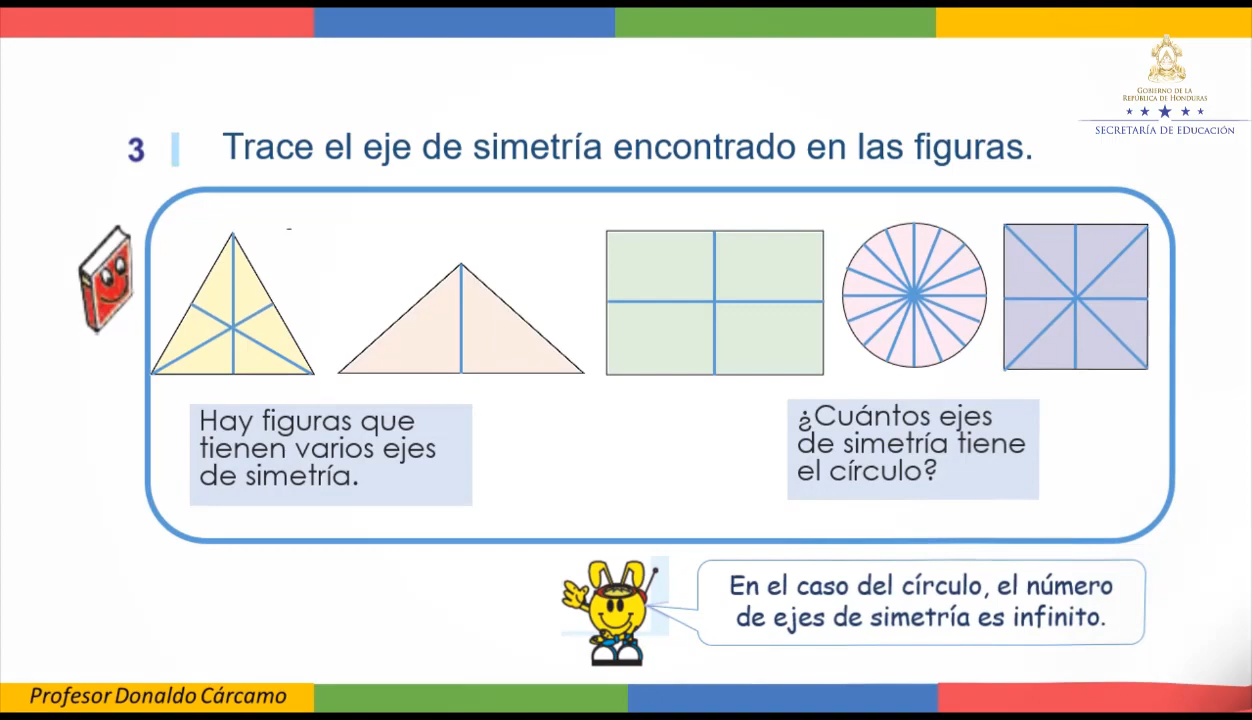 GOBIERNO DE LA
REPÚBLICA DE HONDURAS
SECRETARÍA DE EDUCACIÓN
3 Trace el eje de simetría encontrado en las figuras.
Hay figuras que
tienen varios ejes
de simetría.
¿Cuántos ejes
de simetría tiene
el círculo?
En el caso del círculo, el número
de ejes de simetría es infinito.
Profesor Donaldo Cárcamo